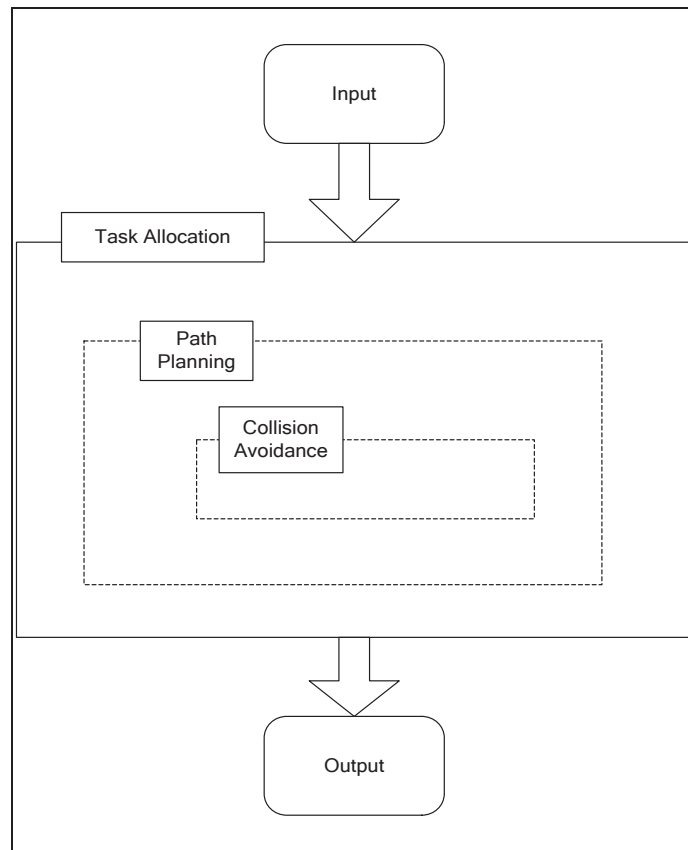 Input
Task Allocation
Path
Planning
Collision
Avoidance
Output